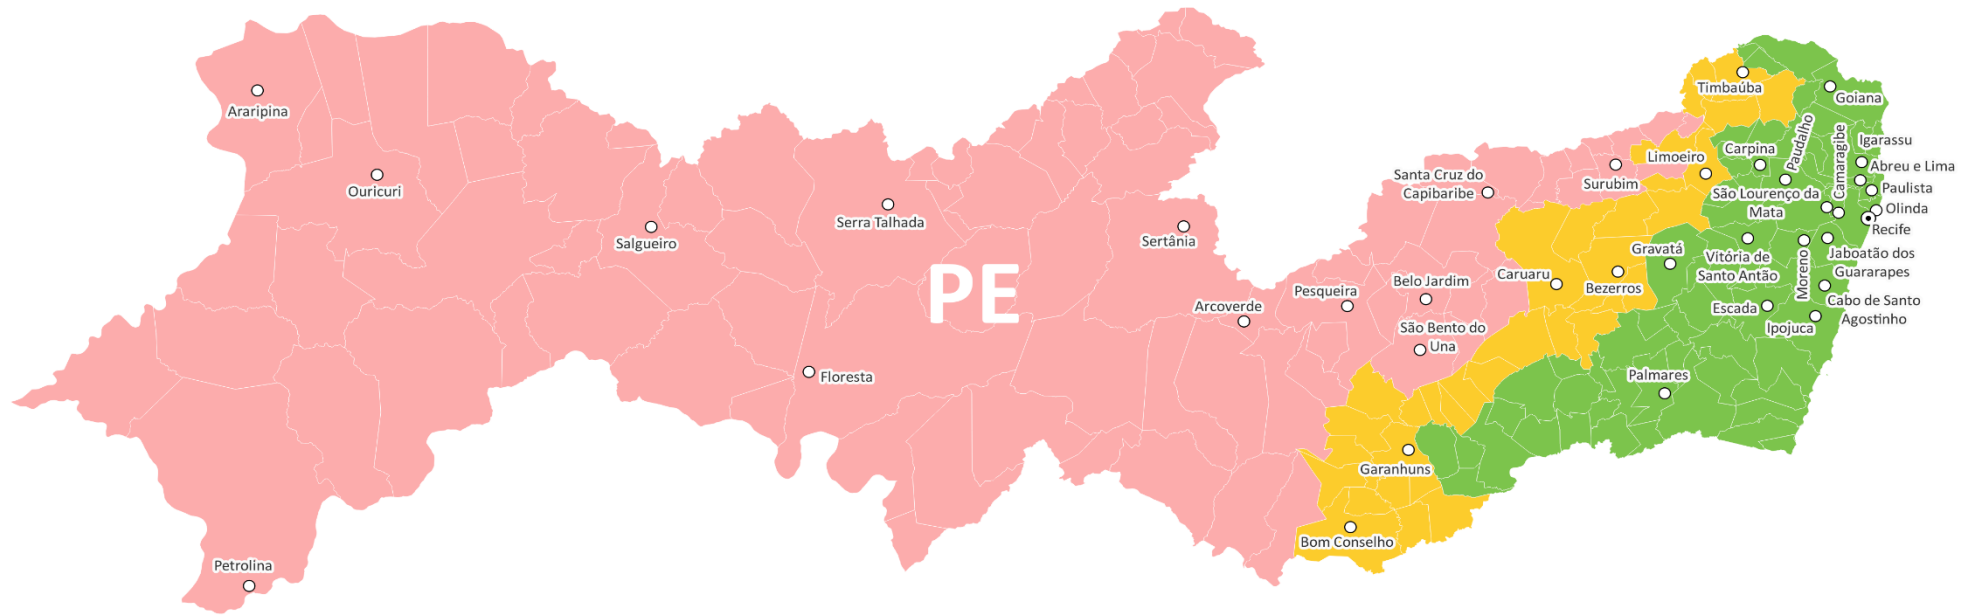 Araripina
Ouricuri
Petrolina
Salgueiro
Serra Talhada
Floresta
PE
Sertânia
Arcoverde
Pesqueira
Belo Jardim
São Bento do
Una
Santa Cruz do
Capibaribe
Surubim
Caruaru
Bezerros
Garanhuns
Bom Conselho
Timbaúba
Limoeiro
Gravatá
Palmares
Goiana
Carpina
Paudalho
Camaragibe
Igarassu
Abreu e Lima
Paulista
Olinda
Recife
São Lourenço da
Mata
Vitória de
Santo Antão
Moreno
Jaboatão dos
Guararapes
Escada
Ipojuca
Cabo de Santo
Agostinho